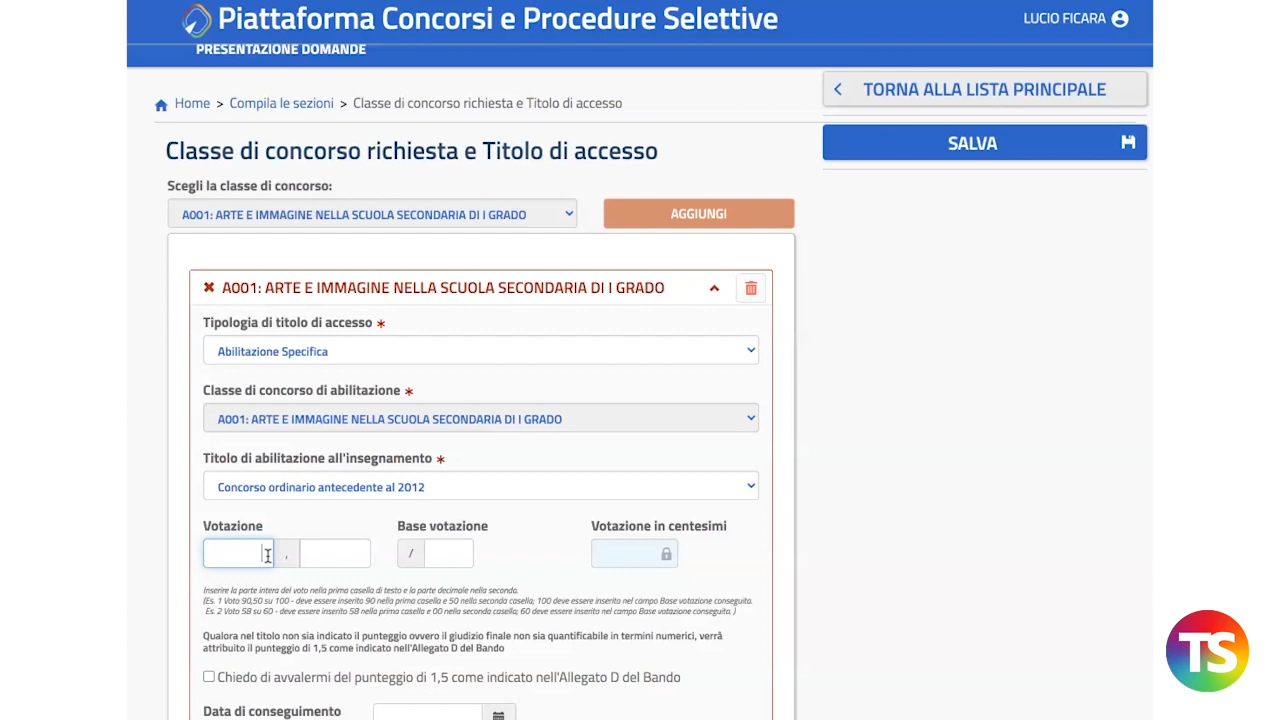 Piattaforma Concorsi e Procedure Selettive
LUCIO FICARA
PRESENTAZIONE DOMANDE
Home > Compila le sezioni > Classe di concorso richiesta e Titolo di accesso
TORNA ALLA LISTA PRINCIPALE
SALVA
Classe di concorso richiesta e Titolo di accesso
Scegli la classe di concorso:
A001: ARTE E IMMAGINE NELLA SCUOLA SECONDARIA DI I GRADO
AGGIUNGI
A001: ARTE E IMMAGINE NELLA SCUOLA SECONDARIA DI I GRADO
Tipologia di titolo di accesso *
Abilitazione Specifica
Classe di concorso di abilitazione *
A001: ARTE E IMMAGINE NELLA SCUOLA SECONDARIA DI I GRADO
Titolo di abilitazione all'insegnamento *
Concorso ordinario antecedente al 2012
Votazione Base votazione Votazione in centesimi
, /
Inserire la parte intera del voto nella prima casella di testo e la parte decimale nella seconda.
(Es. 1 Voto 90,50 su 100 - deve essere inserito 90 nella prima casella e 50 nella seconda casella; 100 deve essere inserito nel campo Base votazione conseguito.
Es. 2 Voto 58 su 60 - deve essere inserito 58 nella prima casella e 00 nella seconda casella; 60 deve essere inserito nel campo Base votazione conseguito. )
Qualora nel titolo non sia indicato il punteggio ovvero il giudizio finale non sia quantificabile in termini numerici, verrà
attribuito il punteggio di 1,5 come indicato nell'Allegato D del Bando
Chiedo di avvalermi del punteggio di 1,5 come indicato nell'Allegato D del Bando
Data di conseguimento
TS